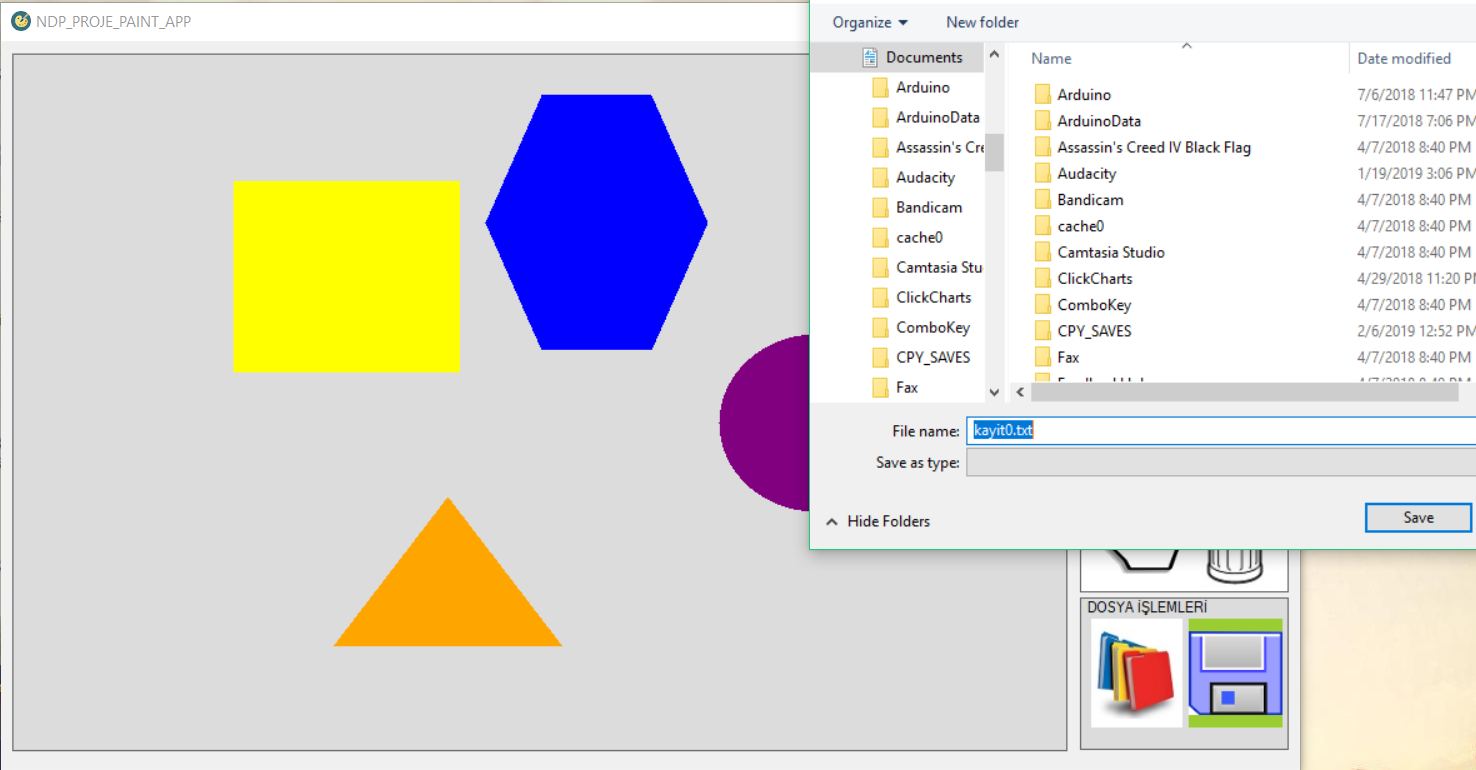 NDP_PROJE_PAINT_APP
Organize New folder
Documents
Arduino
ArduinoData
Assassin's Cre
Audacity
Bandicam
cache0
Camtasia Stu
ClickCharts
ComboKey
CPY_SAVES
Fax
Name Date modified
Arduino 7/6/2018 11:47 PM
ArduinoData 7/17/2018 7:06 PM
Assassin's Creed IV Black Flag 4/7/2018 8:40 PM
Audacity 1/19/2019 3:06 PM
Bandicam 4/7/2018 8:40 PM
cache0 4/7/2018 8:40 PM
Camtasia Studio 4/7/2018 8:40 PM
ClickCharts 4/29/2018 11:20 PM
ComboKey 4/7/2018 8:40 PM
CPY_SAVES 2/6/2019 12:52 PM
Fax 4/7/2018 8:40 PM
File name: kayit0.txt
Save as type:
Hide Folders
Save
DOSYA İŞLEMLERİ